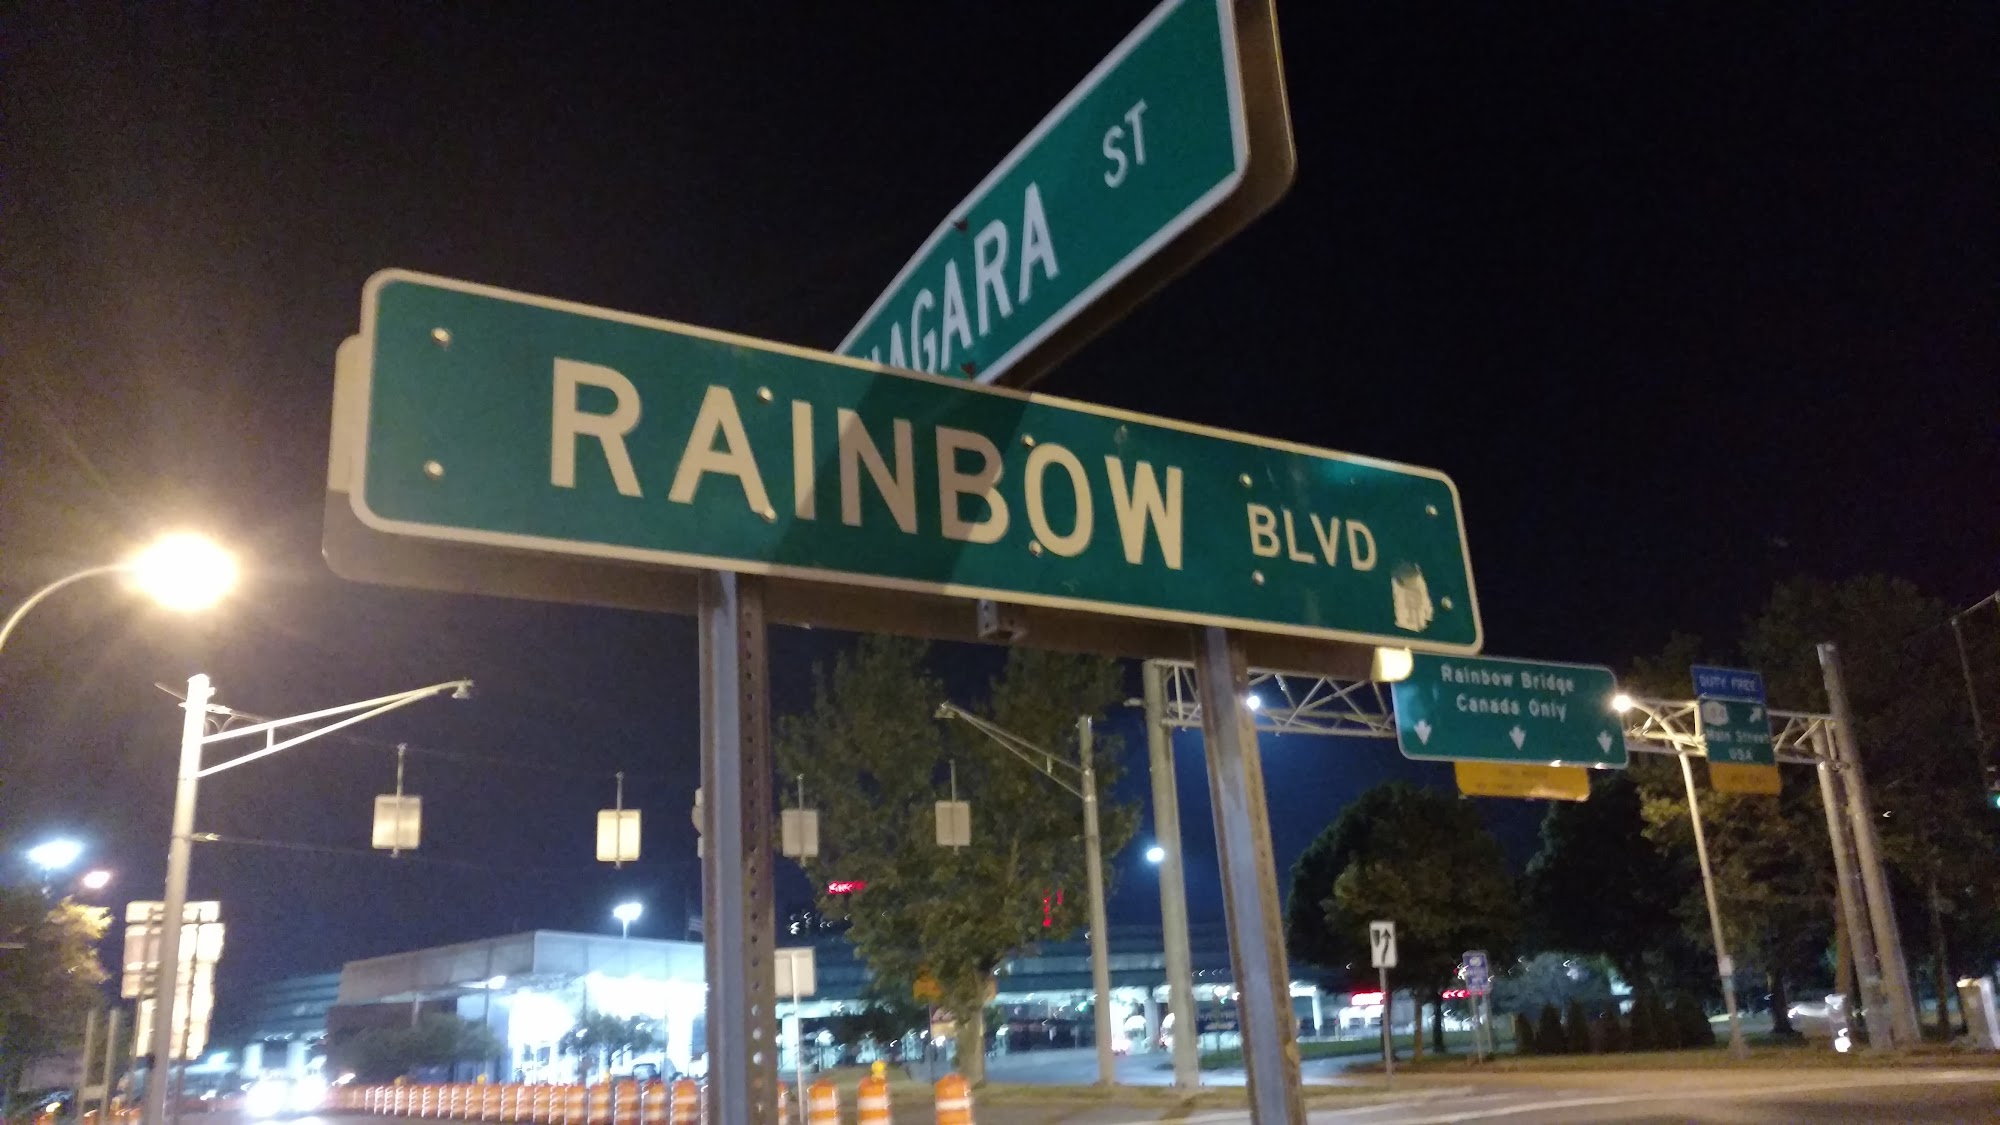 AGARA ST
RAINBOW BLVD
Rainbow Bridge
Canada Only
DUTY FREE
Main Street
USA